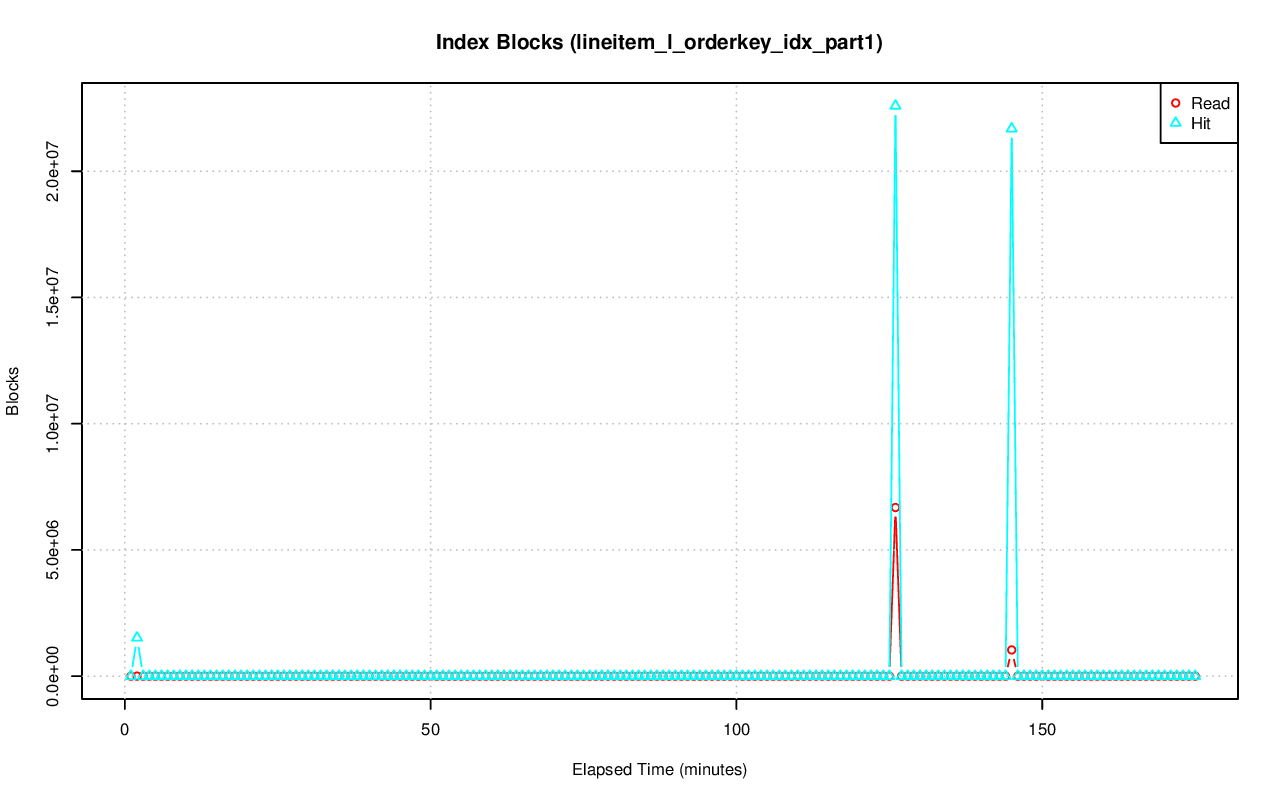 Index Blocks (lineitem_l_orderkey_idx_part1)
Read
Hit
2.0e+07
1.5e+07
1.0e+07
5.0e+06
0.0e+00
Blocks
0
50
100
150
Elapsed Time (minutes)